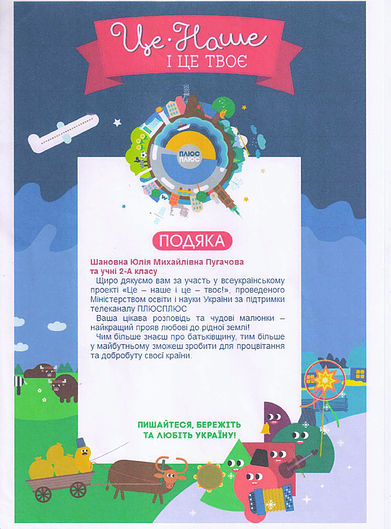 Це·Наше
І ЦЕ ТВОЄ
ПЛЮС
ПЛЮС
ПОДЯКА
Шановна Юлія Михайлівна Пугачова
та учні 2-А класу
Щиро дякуємо вам за участь у всеукраїнському
проекті «Це – наше і це – твоє!», проведеного
Міністерством освіти і науки України за підтримки
телеканалу ПЛЮСПЛЮС
Ваша цікава розповідь та чудові малюнки –
найкращий прояв любові до рідної землі!
Чим більше знаєш про батьківщину, тим більше
у майбутньому зможеш зробити для процвітання
та добробуту своєї країни.
ПИШАЙТЕСЯ, БЕРЕЖІТЬ
ТА ЛЮБІТЬ УКРАЇНУ!